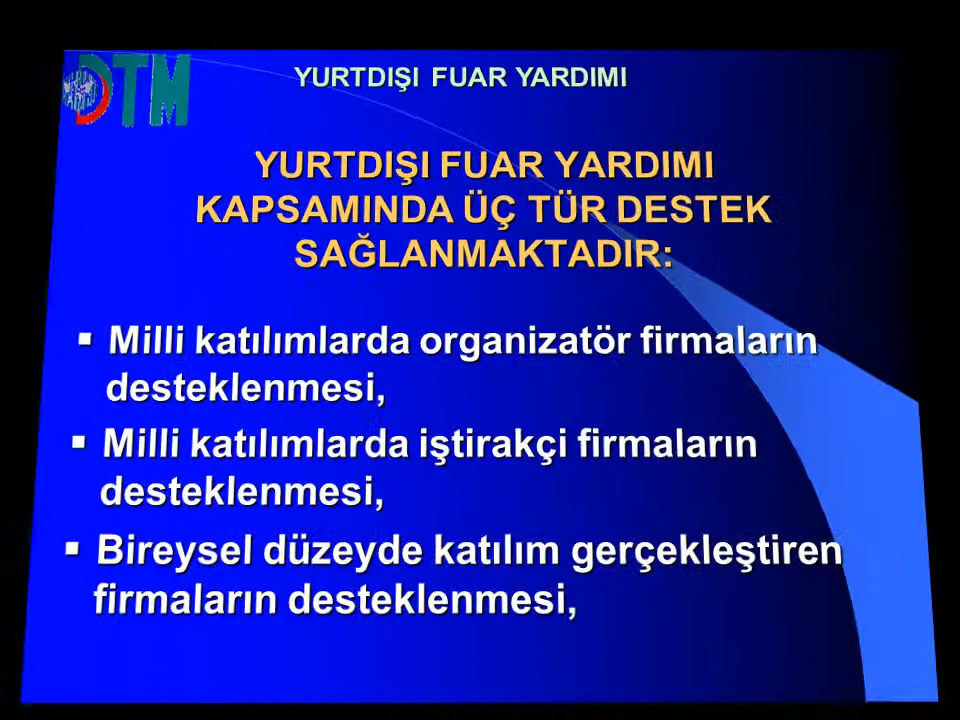 DTM
YURTDIŞI FUAR YARDIMI
YURTDIŞI FUAR YARDIMI
KAPSAMINDA ÜÇ TÜR DESTEK
SAĞLANMAKTADIR:
▪ Milli katılımlarda organizatör firmaların
desteklenmesi,
▪ Milli katılımlarda iştirakçi firmaların
desteklenmesi,
▪ Bireysel düzeyde katılım gerçekleştiren
firmaların desteklenmesi,